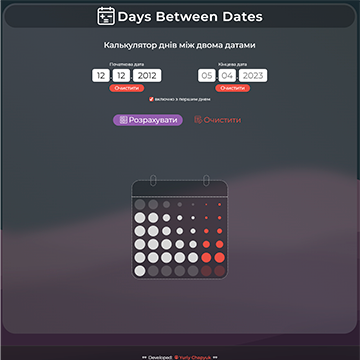 Days Between Dates
Калькулятор днів між двома датами
Початкова дата
Кінцева дата
12 . 12 . 2012
05 . 04 . 2023
Очистити
Очистити
включно з першим днем
Розрахувати
Очистити
Developed: © Yuriy Chapyuk